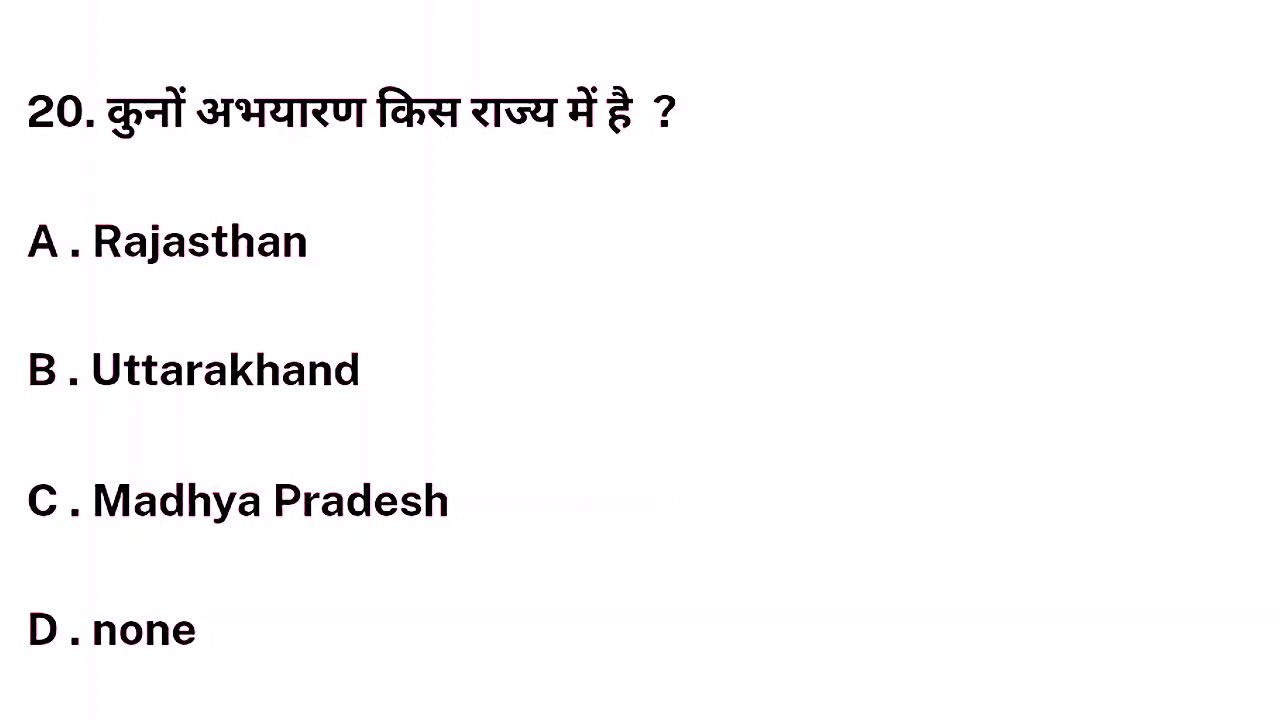 20. कुनों अभयारण किस राज्य में है ?
A . Rajasthan
B . Uttarakhand
C . Madhya Pradesh
D . none